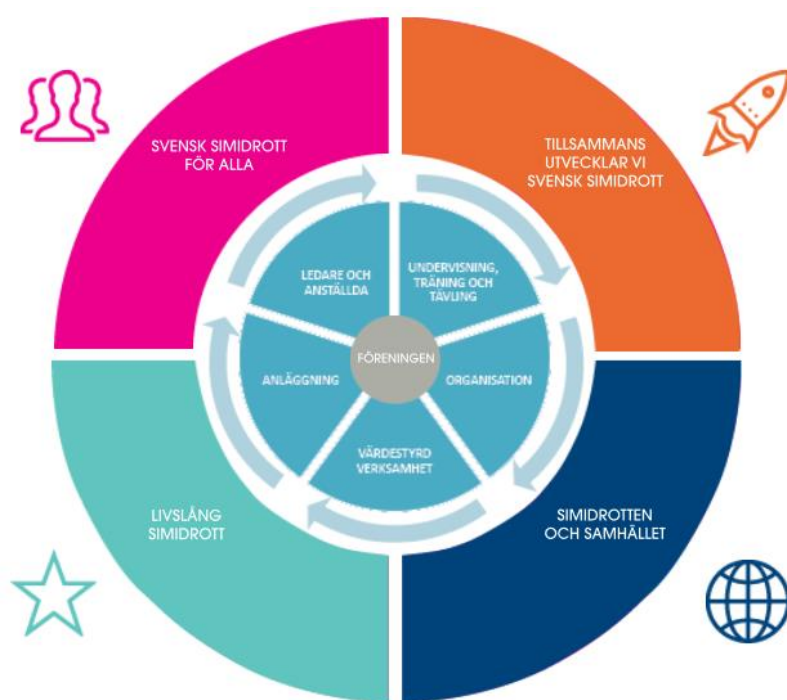 SVENSK SIMIDROTT
FÖR ALLA
TILLSAMMANS
UTVECKLAR VI
SVENSK SIMIDROTT
LEDARE OCH
ANSTÄLLDA
UNDERVISNING,
TRÄNING OCH
TÄVLING
FÖRENINGEN
ANLÄGGNING
ORGANISATION
VÄRDESTYRD
VERKSAMHET
LIVSLÅNG
SIMIDROTT
SIMIDROTTEN
OCH SAMHÄLLET